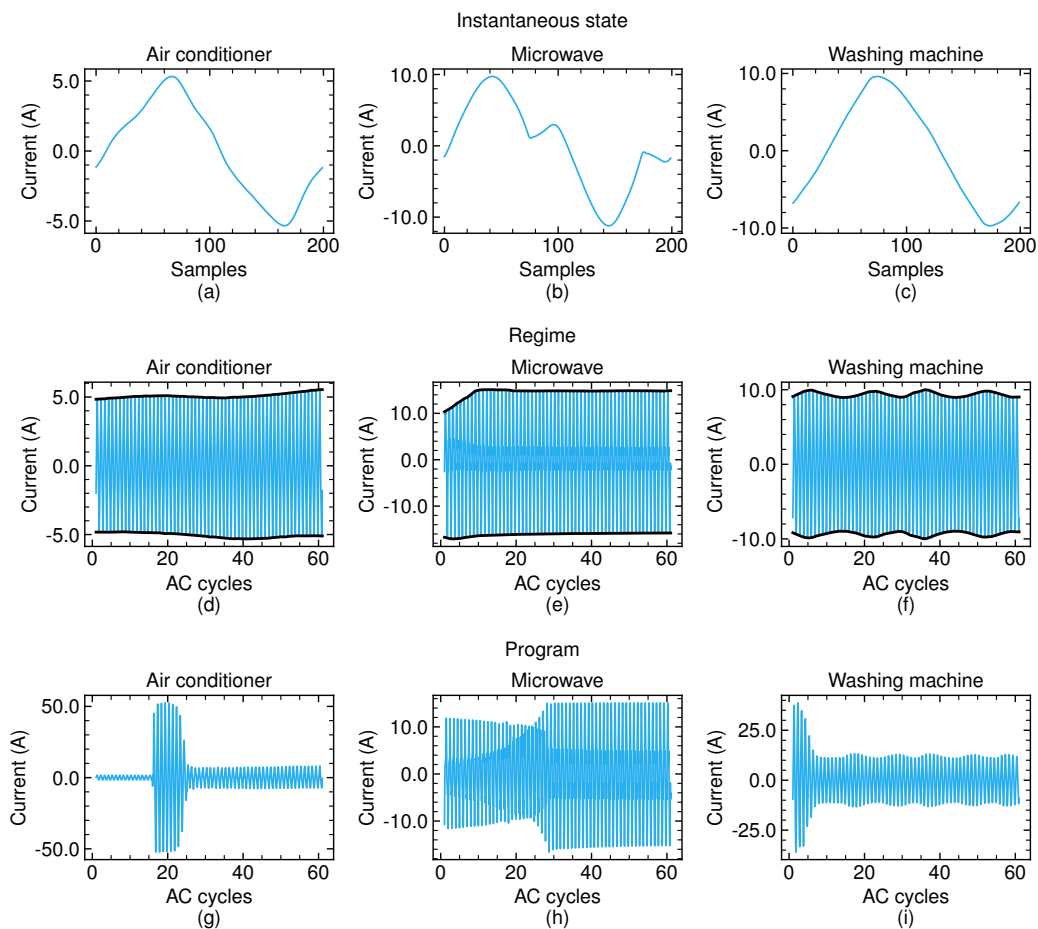 Instantaneous state
Air conditioner Microwave Washing machine
5.0 10.0 10.0
Current (A) Current (A) Current (A)
0.0 0.0 0.0
-5.0 -10.0 -10.0
0 100 200 0 100 200 0 100 200
Samples Samples Samples
(a) (b) (c)
Regime
Air conditioner Microwave Washing machine
5.0 10.0 10.0
Current (A) Current (A) Current (A)
0.0 0.0 0.0
-5.0 -10.0 -10.0
0 20 40 60 0 20 40 60 0 20 40 60
AC cycles AC cycles AC cycles
(d) (e) (f)
Program
Air conditioner Microwave Washing machine
50.0 10.0 25.0
Current (A) Current (A) Current (A)
0.0 0.0 0.0
-50.0 -10.0 -25.0
0 20 40 60 0 20 40 60 0 20 40 60
AC cycles AC cycles AC cycles
(g) (h) (i)